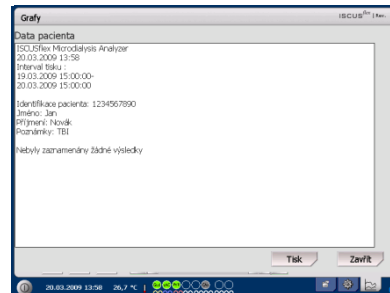 Grafy
ISCUSflex
Data pacienta
ISCUSflex Microdialysis Analyzer
20.03.2009 13:58
Interval tisku :
19.03.2009 15:00:00-
20.03.2009 15:00:00
Identifikace pacienta: 1234567890
Jméno: Jan
Příjmení: Novák
Poznámky: TBI
Nebyly zaznamenány žádné výsledky
Tisk
Zavřít
20.03.2009 13:58 26,7 °C